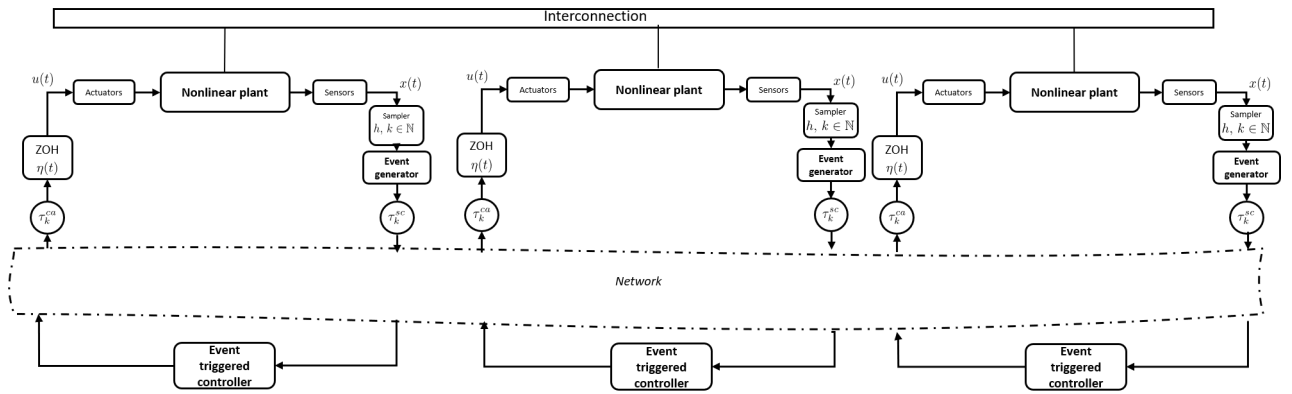 Interconnection
u(t)
Actuators
Nonlinear plant
Sensors
x(t)
Sampler
h, k ∈ ℕ
Event
generator
τ_k^{sc}
ZOH
η(t)
τ_k^{ca}
u(t)
Actuators
Nonlinear plant
Sensors
x(t)
Sampler
h, k ∈ ℕ
Event
generator
τ_k^{sc}
ZOH
η(t)
τ_k^{ca}
u(t)
Actuators
Nonlinear plant
Sensors
x(t)
Sampler
h, k ∈ ℕ
Event
generator
τ_k^{sc}
ZOH
η(t)
τ_k^{ca}
Network
Event
triggered
controller
Event
triggered
controller
Event
triggered
controller